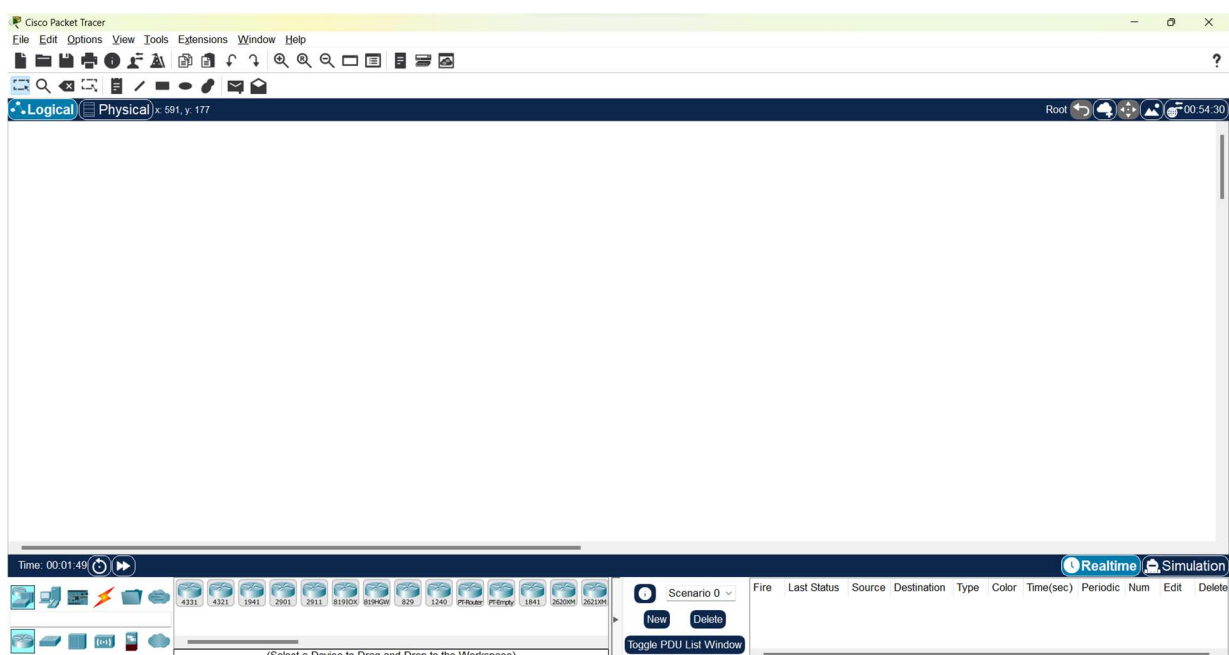 Cisco Packet Tracer
File Edit Options View Tools Extensions Window Help
?
Logical Physical x: 591, y: 177 Root 00:54:30
Time: 00:01:49 Realtime Simulation
4331 4321 1941 2901 2911 819IOX 819HGW 829 1240 PT-Router PT-Empty 1841 2620XM 2621XM
Scenario 0 Fire Last Status Source Destination Type Color Time(sec) Periodic Num Edit Delete
New Delete
Toggle PDU List Window
(Select a Device to Drag and Drop to the Workspace)